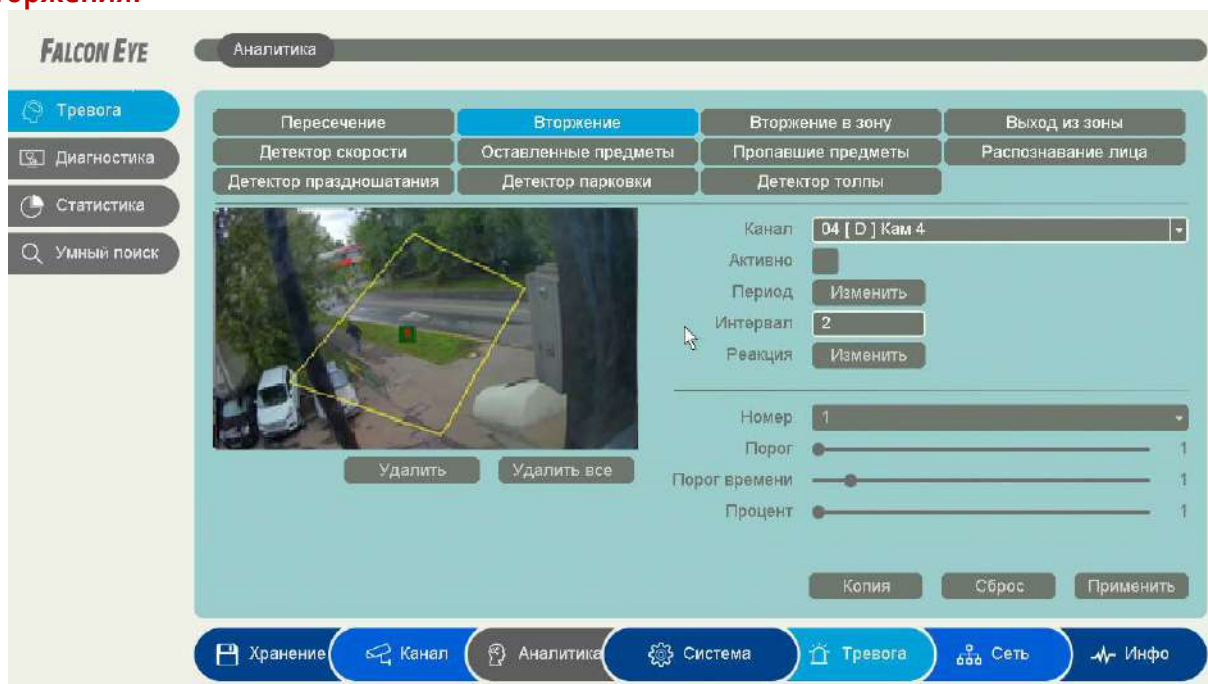 FALCON EYE
Аналитика
Тревога
Диагностика
Статистика
Умный поиск
Пересечение
Вторжение
Вторжение в зону
Выход из зоны
Детектор скорости
Оставленные предметы
Пропавшие предметы
Распознавание лица
Детектор праздношатания
Детектор парковки
Детектор толпы
Канал 04 [ D ] Кам 4
Активно
Период Изменить
Интервал 2
Реакция Изменить
Номер 1
Порог 1
Порог времени 1
Процент 1
Удалить
Удалить все
Копия
Сброс
Применить
Хранение
Канал
Аналитика
Система
Тревога
Сеть
Инфо